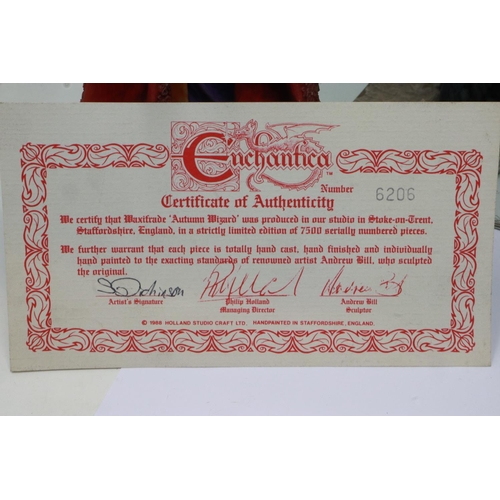 Enchantica
TM
Number 6206
Certificate of Authenticity
We certify that Waxifrade 'Autumn Wizard' was produced in our studio in Stoke-on-Trent,
Staffordshire, England, in a strictly limited edition of 7500 serially numbered pieces.
We further warrant that each piece is totally hand cast, hand finished and individually
hand painted to the exacting standards of renowned artist Andrew Bill, who sculpted
the original.
Artist's Signature
Philip Holland
Andrew Bill
Managing Director
Sculptor
© 1988 HOLLAND STUDIO CRAFT LTD. HANDPAINTED IN STAFFORDSHIRE, ENGLAND.